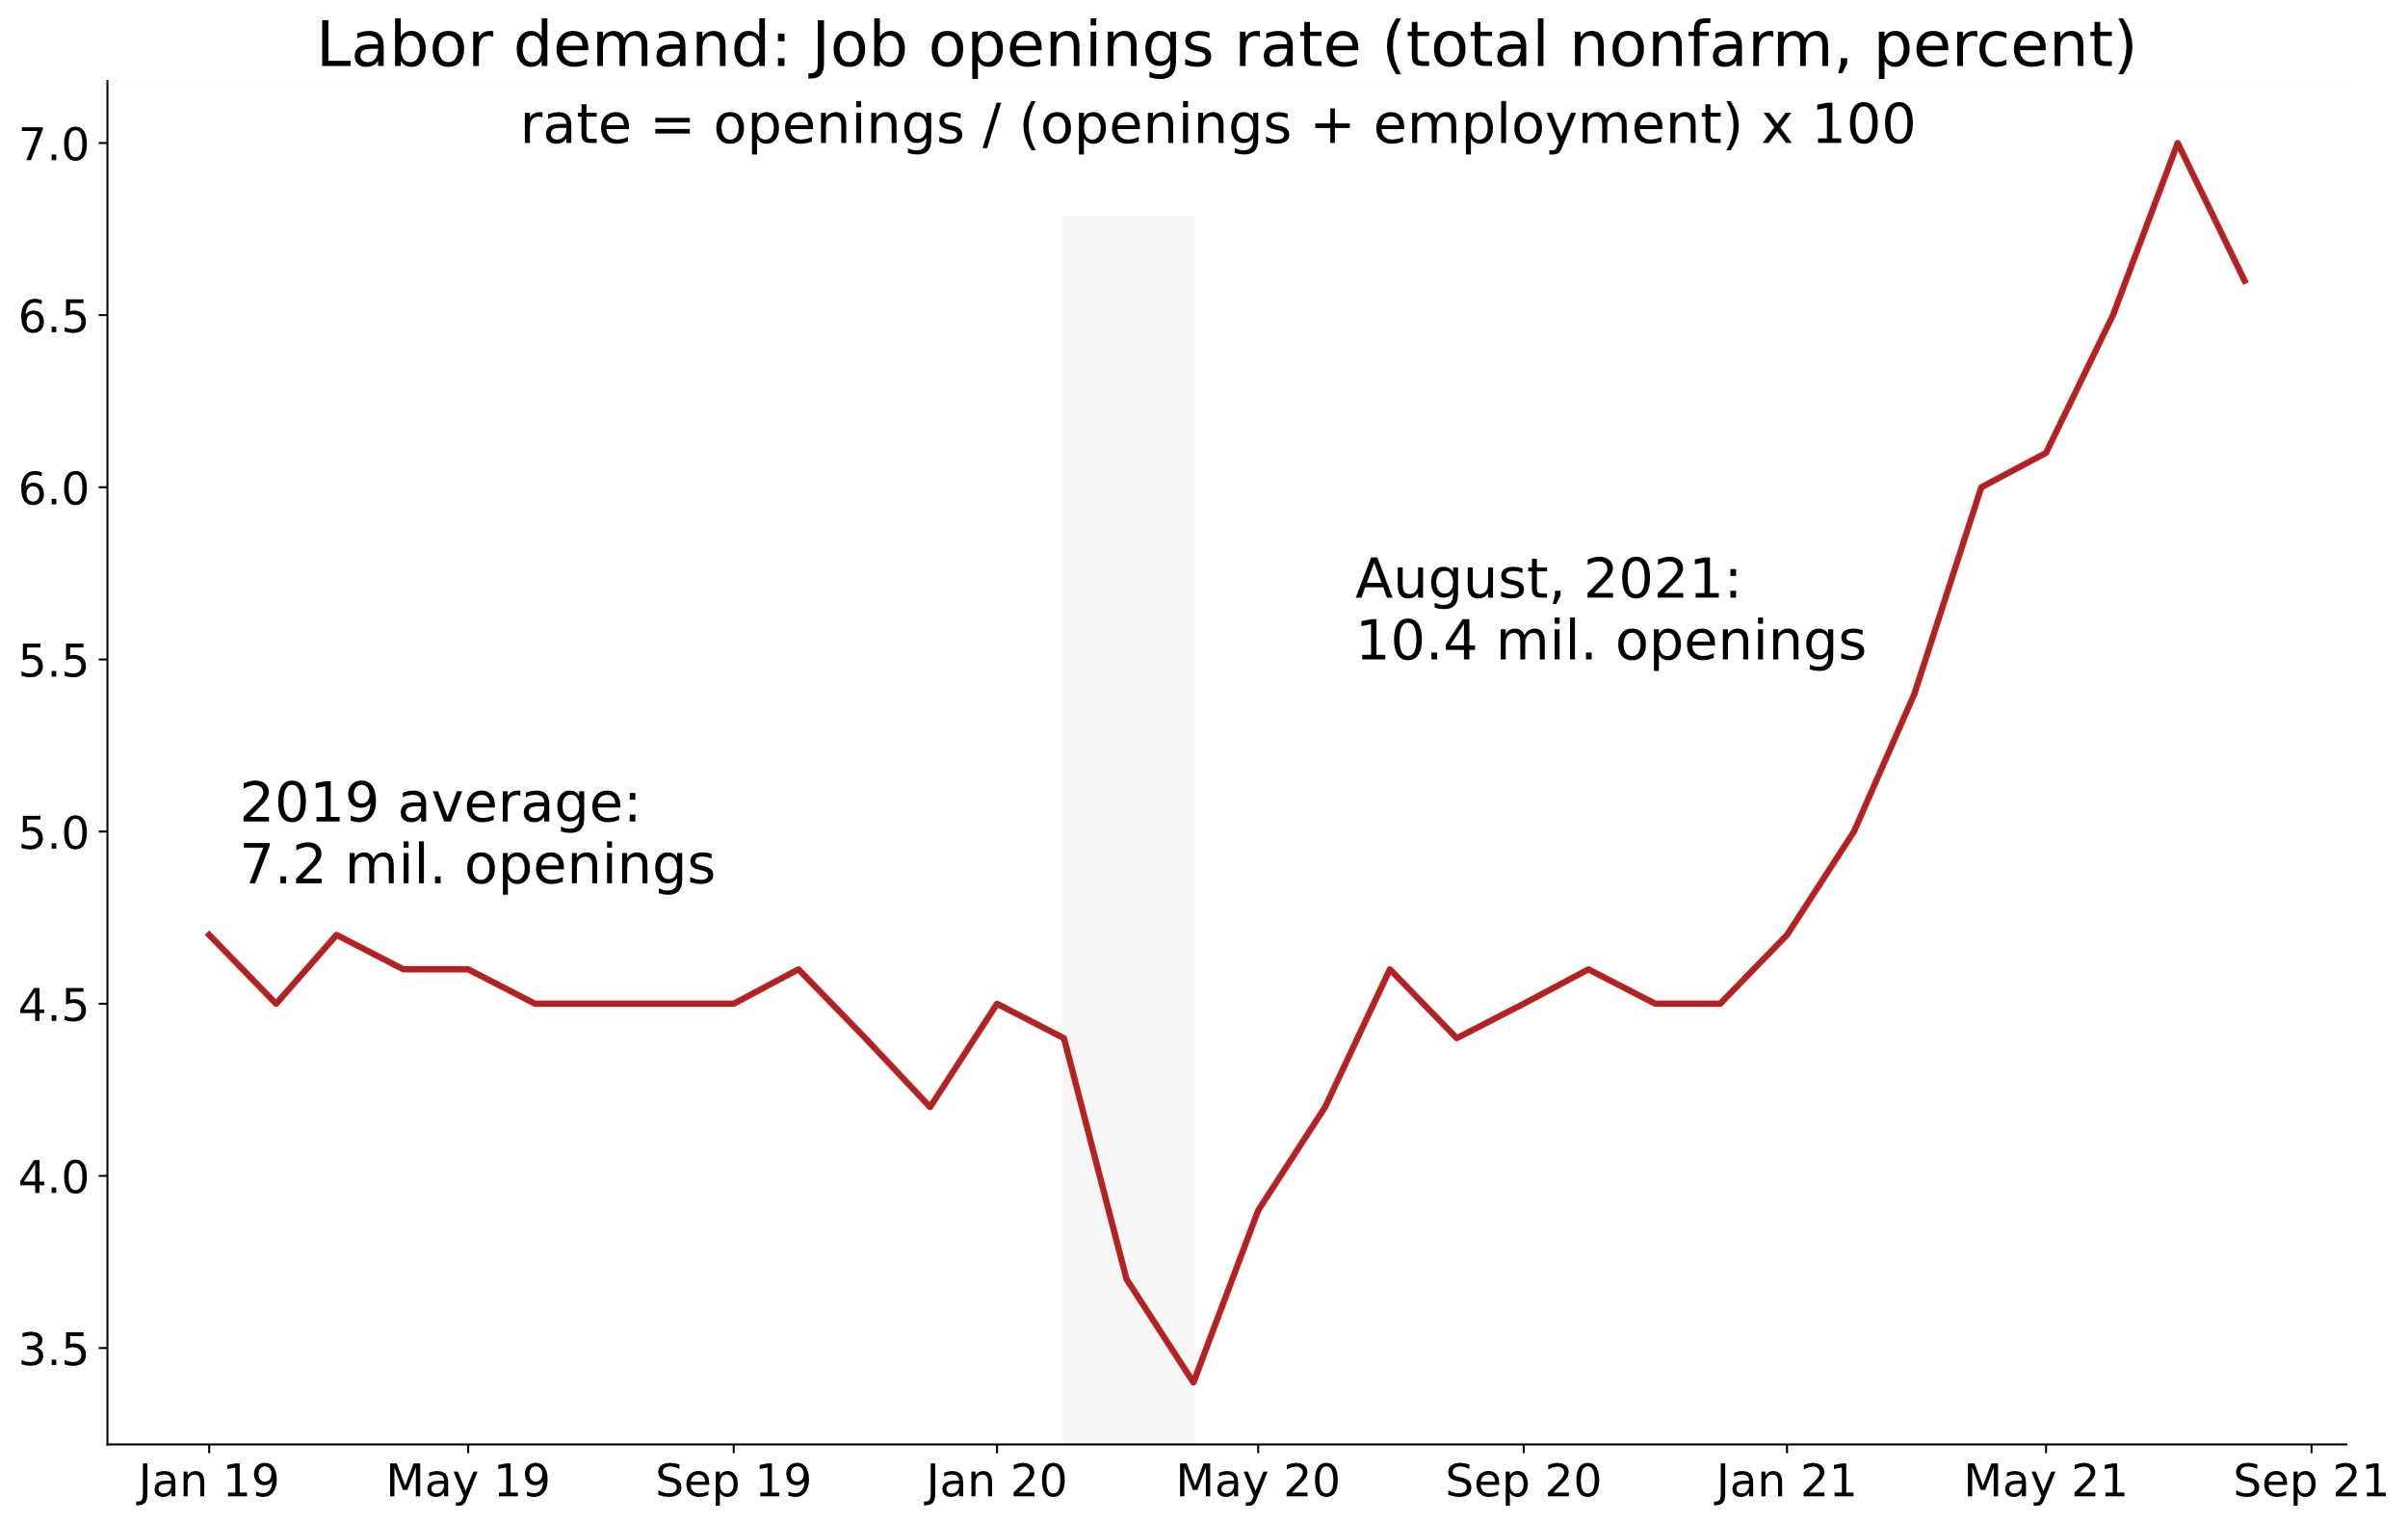 Labor demand: Job openings rate (total nonfarm, percent)
rate = openings / (openings + employment) x 100
7.0
6.5
6.0
5.5
5.0
4.5
4.0
3.5
August, 2021:
10.4 mil. openings
2019 average:
7.2 mil. openings
Jan 19 May 19 Sep 19 Jan 20 May 20 Sep 20 Jan 21 May 21 Sep 21